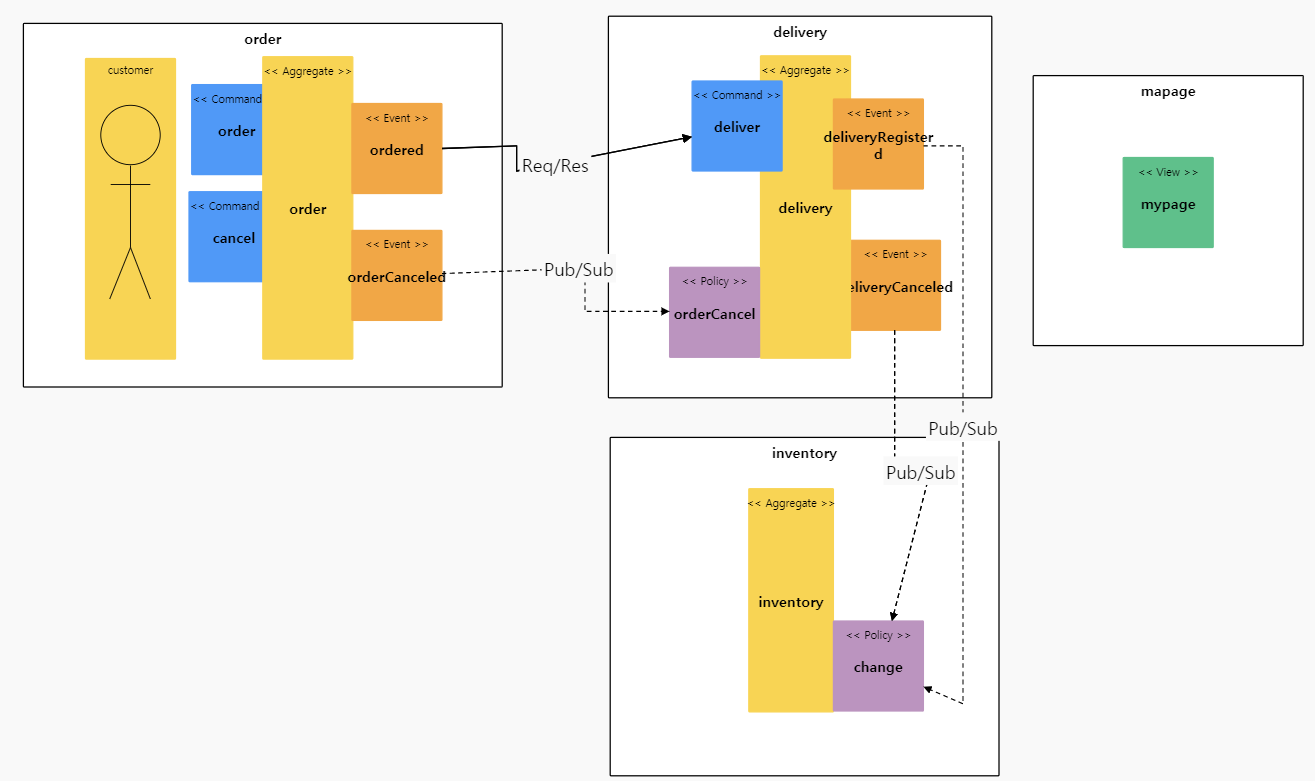 order
customer
<< Command
order
<< Command
cancel
<< Aggregate >>
order
<< Event >>
ordered
<< Event >>
orderCanceled
Req/Res
Pub/Sub
delivery
<< Command >>
deliver
<< Aggregate >>
delivery
<< Event >>
deliveryRegister
d
<< Policy >>
orderCancel
<< Event >>
eliveryCanceled
mapage
<< View >>
mypage
Pub/Sub
Pub/Sub
inventory
<< Aggregate >>
inventory
<< Policy >>
change